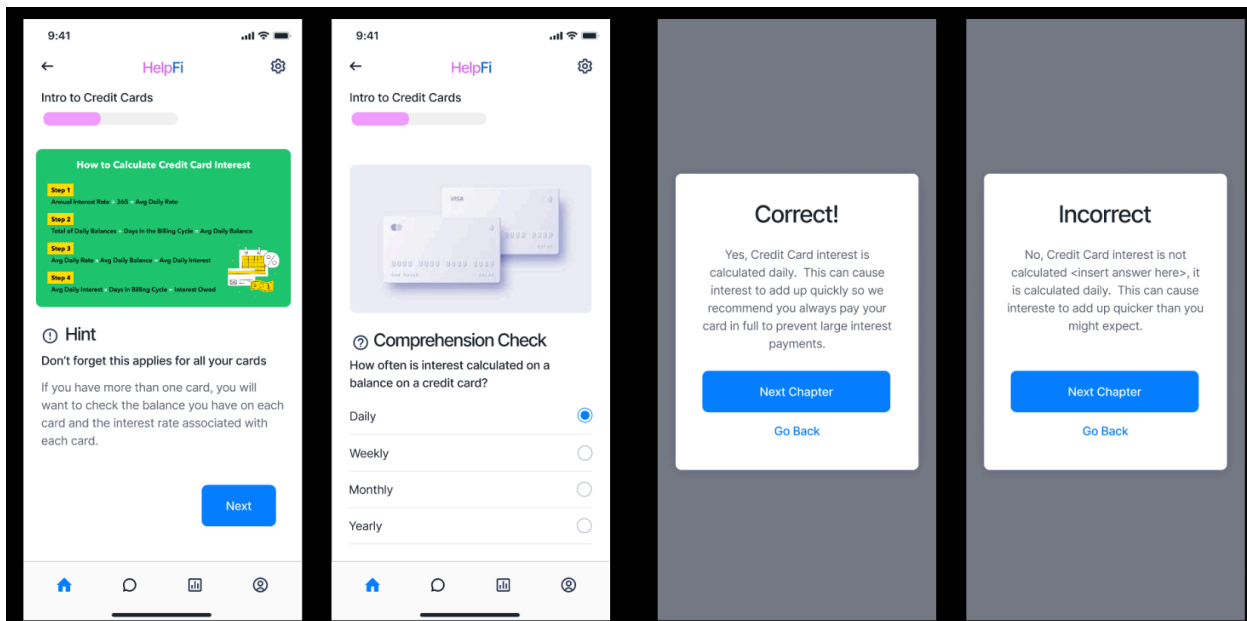 9:41
HelpFi
Intro to Credit Cards
How to Calculate Credit Card Interest
Step 1
Annual Interest Rate ÷ 365 = Avg Daily Rate
Step 2
Total of Daily Balances ÷ Days In the Billing Cycle = Avg Daily Balance
Step 3
Avg Daily Rate × Avg Daily Balance = Avg Daily Interest
Step 4
Avg Daily Interest × Days in Billing Cycle = Interest Owed
Hint
Don't forget this applies for all your cards
If you have more than one card, you will
want to check the balance you have on each
card and the interest rate associated with
each card.
Next
9:41
HelpFi
Intro to Credit Cards
VISA
Comprehension Check
How often is interest calculated on a
balance on a credit card?
Daily
Weekly
Monthly
Yearly
Correct!
Yes, Credit Card interest is
calculated daily. This can cause
interest to add up quickly so we
recommend you always pay your
card in full to prevent large interest
payments.
Next Chapter
Go Back
Incorrect
No, Credit Card interest is not
calculated <insert answer here>, it
is calculated daily. This can cause
intereste to add up quicker than you
might expect.
Next Chapter
Go Back